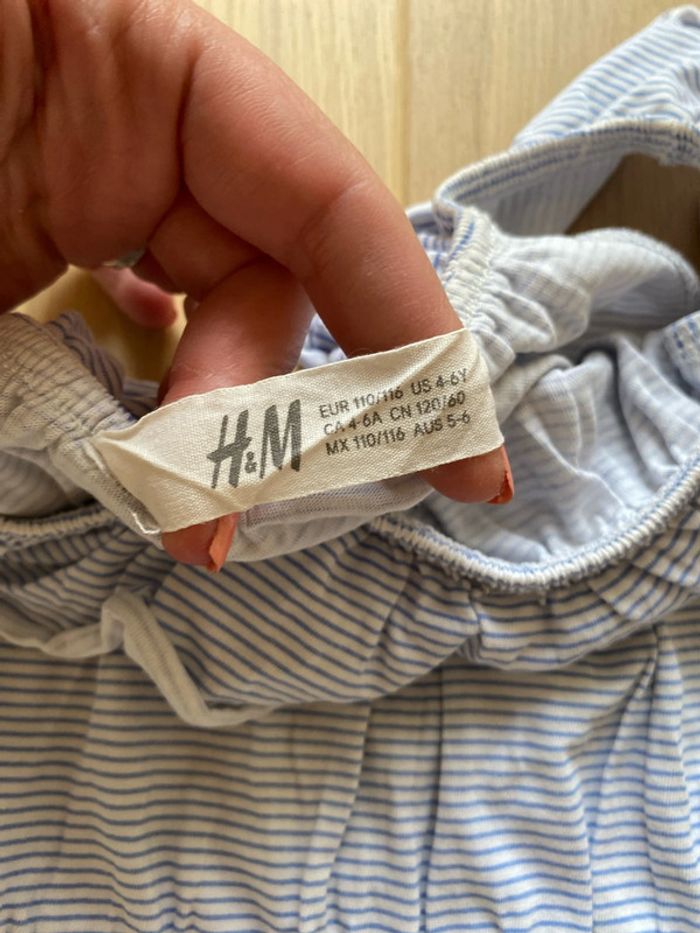 H&M
EUR 110/116 US 4-6Y
CA 4-6A CN 120/60
MX 110/116 AUS 5-6